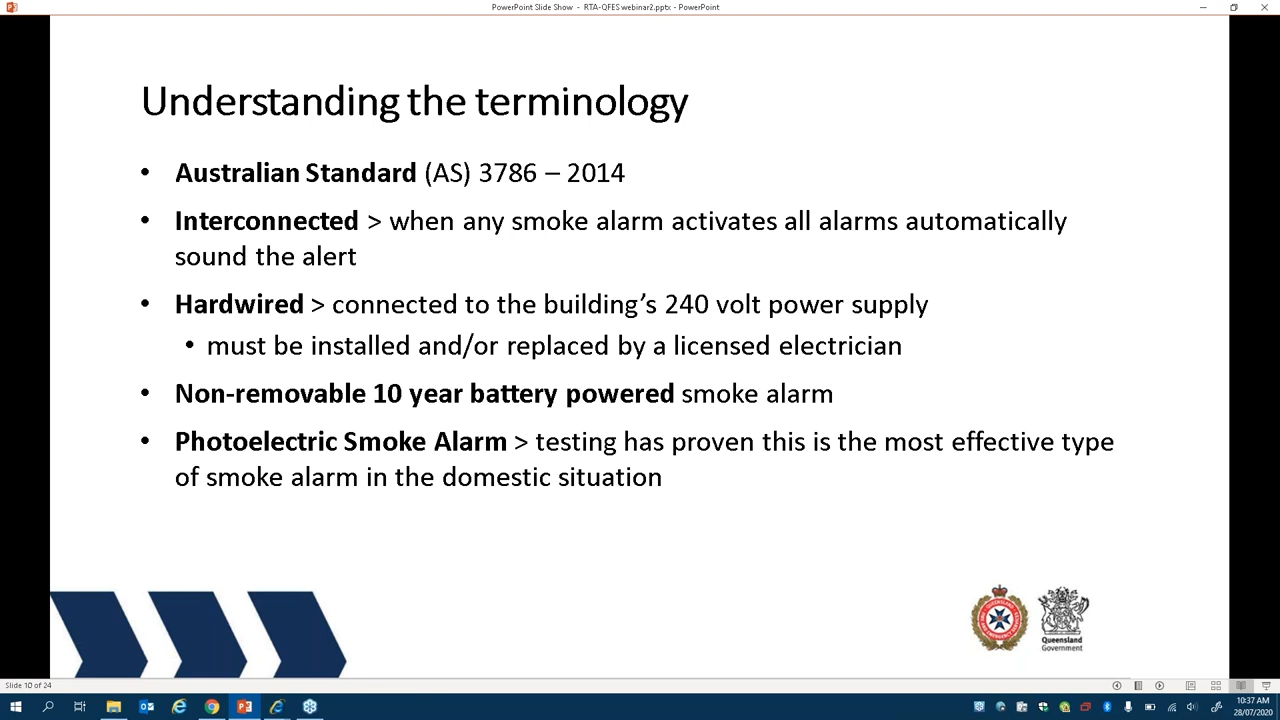 PowerPoint Slide Show - RTA-QFES webinar2.pptx - PowerPoint
Understanding the terminology
• Australian Standard (AS) 3786 – 2014
• Interconnected > when any smoke alarm activates all alarms automatically
sound the alert
• Hardwired > connected to the building’s 240 volt power supply
• must be installed and/or replaced by a licensed electrician
• Non-removable 10 year battery powered smoke alarm
• Photoelectric Smoke Alarm > testing has proven this is the most effective type
of smoke alarm in the domestic situation
Queensland
Government
Slide 10 of 24
10:37 AM
28/07/2020